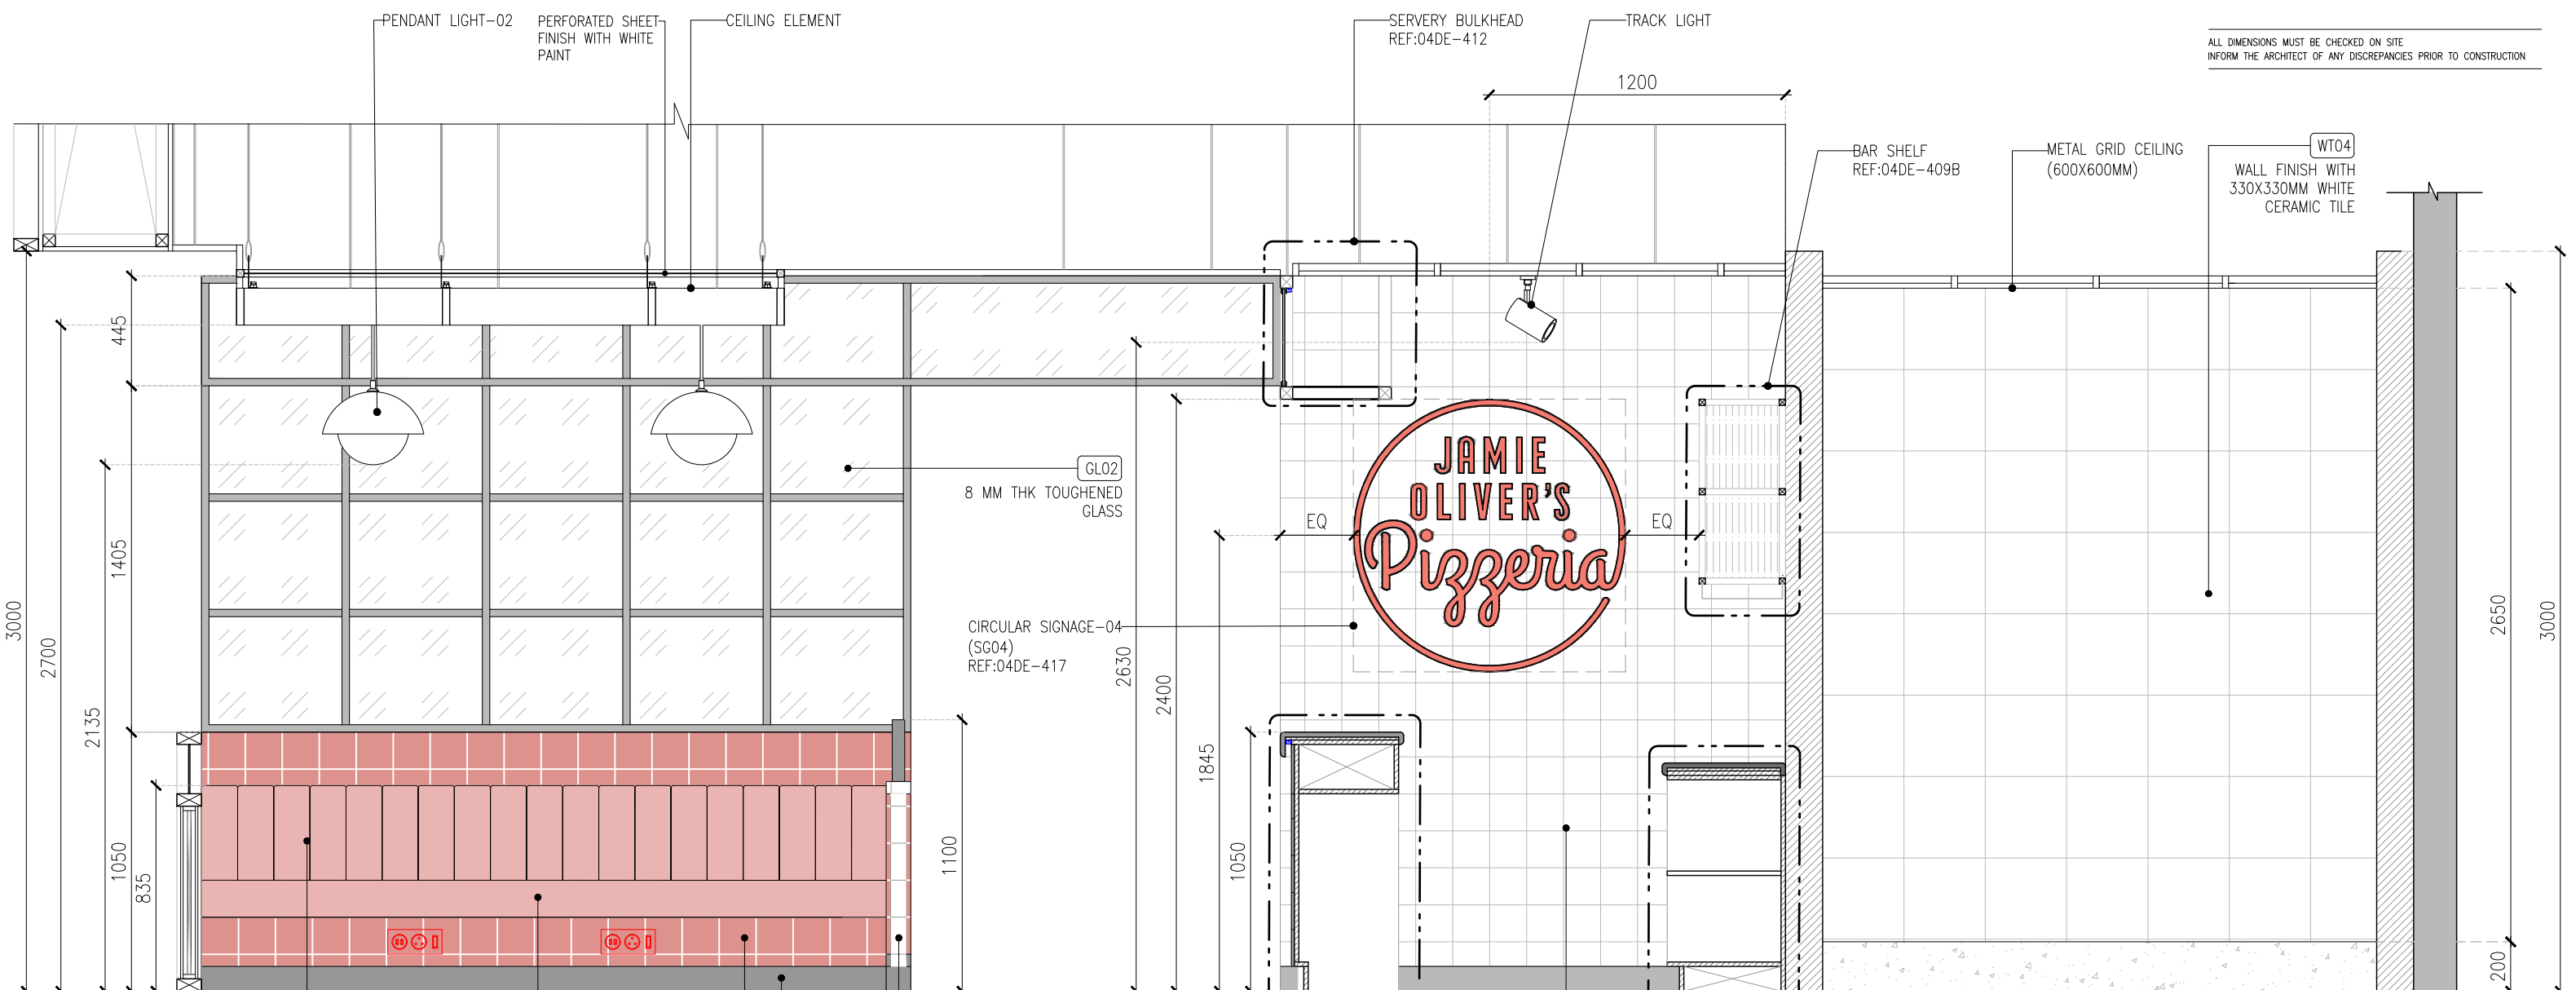 PENDANT LIGHT-02
PERFORATED SHEET
FINISH WITH WHITE
PAINT
CEILING ELEMENT
SERVERY BULKHEAD
REF:04DE-412
TRACK LIGHT
ALL DIMENSIONS MUST BE CHECKED ON SITE
INFORM THE ARCHITECT OF ANY DISCREPANCIES PRIOR TO CONSTRUCTION
1200
BAR SHELF
REF:04DE-409B
METAL GRID CEILING
(600X600MM)
WT04
WALL FINISH WITH
330X330MM WHITE
CERAMIC TILE
445
1405
3000
2700
2135
1050
835
GL02
8 MM THK TOUGHENED
GLASS
CIRCULAR SIGNAGE-04
(SG04)
REF:04DE-417
1100
2630
2400
1845
1050
EQ
JAMIE
OLIVER'S
Pizzeria
EQ
2650
3000
200